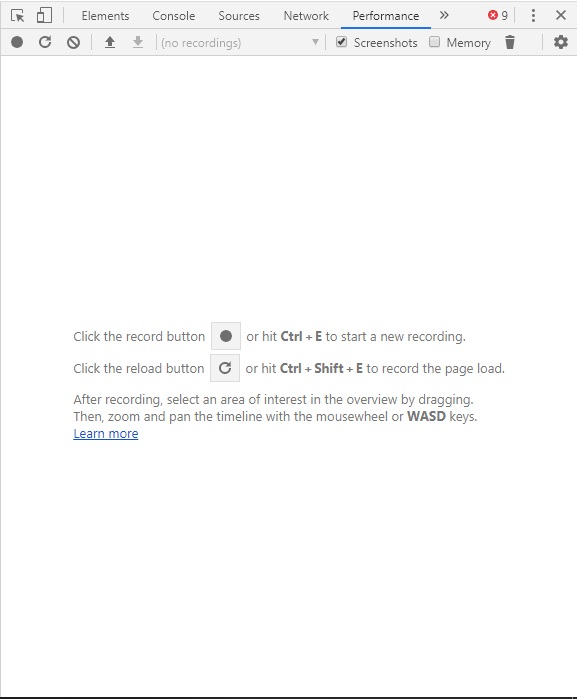 Elements Console Sources Network Performance » 9
(no recordings) Screenshots Memory
Click the record button or hit Ctrl + E to start a new recording.
Click the reload button or hit Ctrl + Shift + E to record the page load.
After recording, select an area of interest in the overview by dragging.
Then, zoom and pan the timeline with the mousewheel or WASD keys.
Learn more